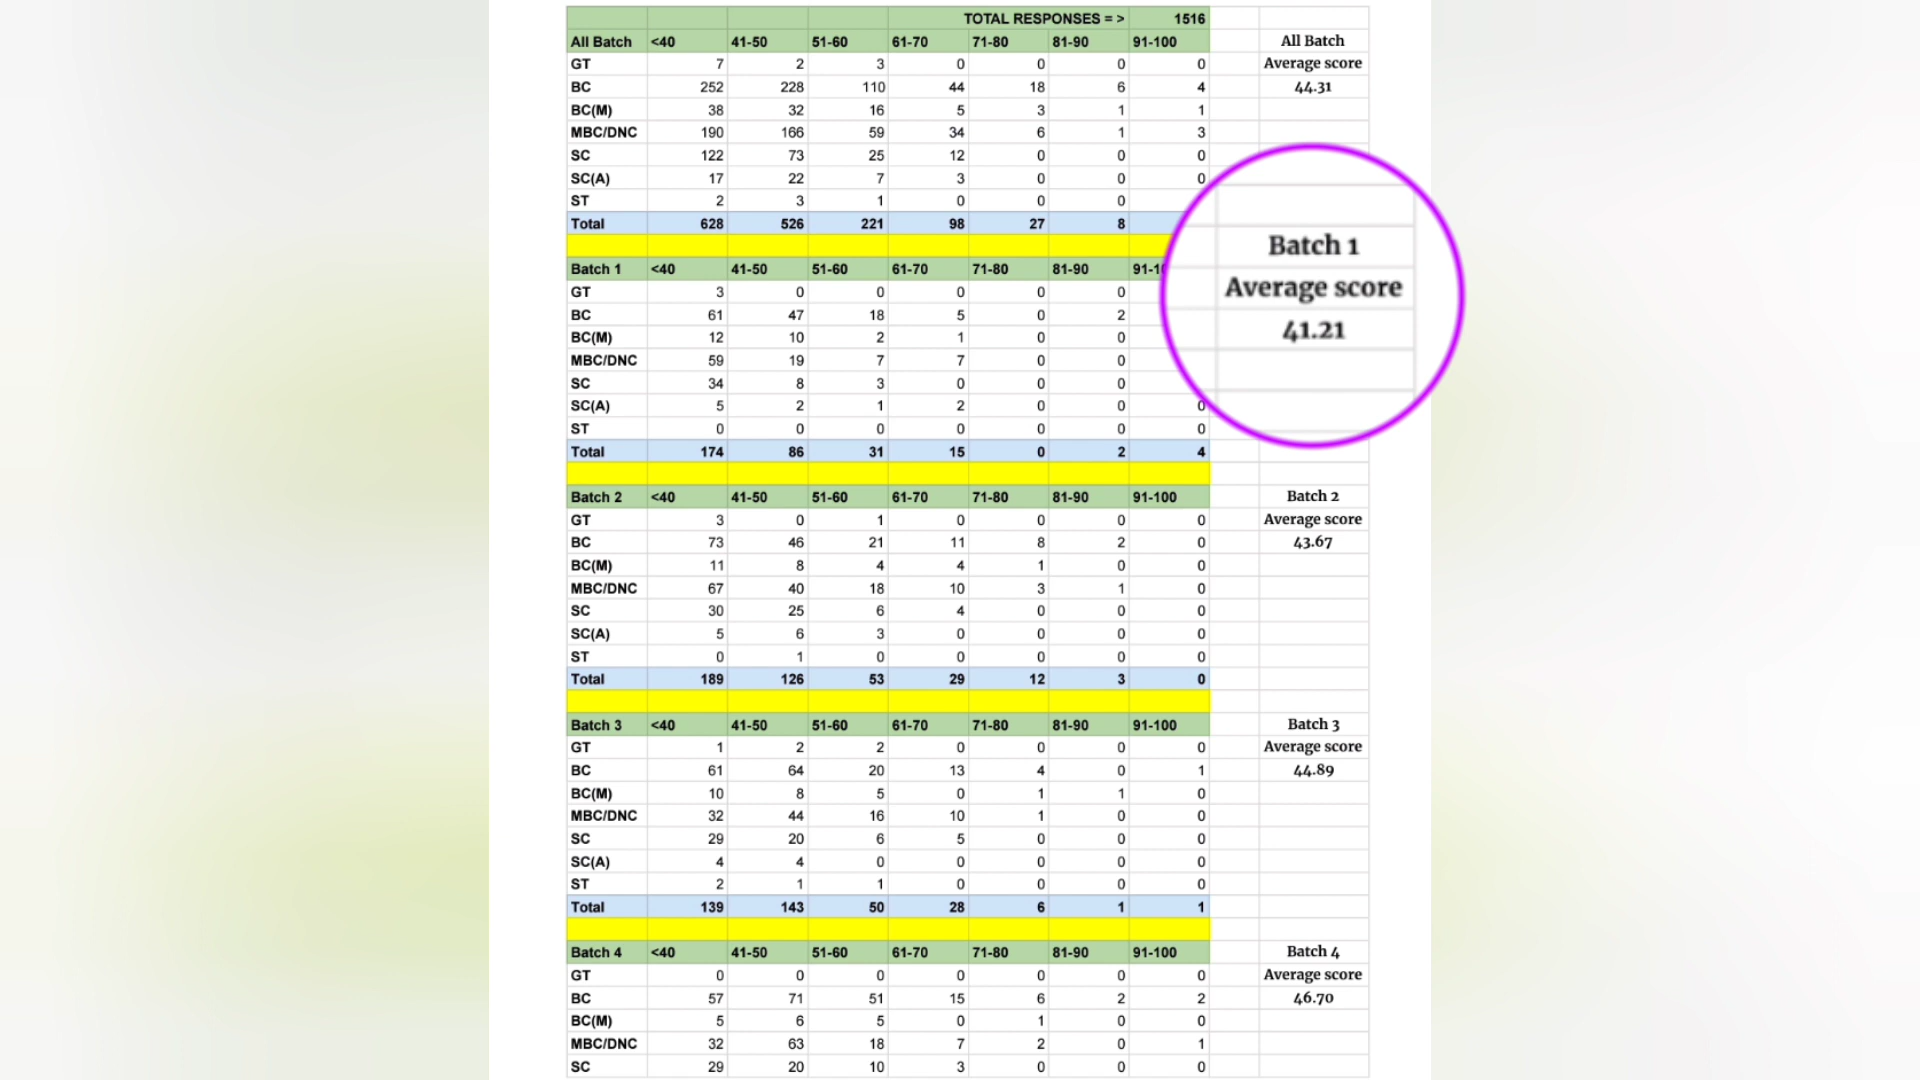 TOTAL RESPONSES = > 1516
All Batch <40 41-50 51-60 61-70 71-80 81-90 91-100 All Batch
GT 7 2 3 0 0 0 0 Average score
BC 252 228 110 44 18 6 4 44.31
BC(M) 38 32 16 5 3 1 1
MBC/DNC 190 166 59 34 6 1 3
SC 122 73 25 12 0 0 0
SC(A) 17 22 7 3 0 0 0
ST 2 3 1 0 0 0
Total 628 526 221 98 27 8
Batch 1 <40 41-50 51-60 61-70 71-80 81-90 Batch 1
GT 3 0 0 0 0 0 Average score
BC 61 47 18 5 0 2 41.21
BC(M) 12 10 2 1 0 0
MBC/DNC 59 19 7 7 0 0
SC 34 8 3 0 0 0
SC(A) 5 2 1 2 0 0 0
ST 0 0 0 0 0 0 0
Total 174 86 31 15 0 2 4
Batch 2 <40 41-50 51-60 61-70 71-80 81-90 91-100 Batch 2
GT 3 0 1 0 0 0 0 Average score
BC 73 46 21 11 8 2 0 43.67
BC(M) 11 8 4 4 1 0 0
MBC/DNC 67 40 18 10 3 1 0
SC 30 25 6 4 0 0 0
SC(A) 5 6 3 0 0 0 0
ST 0 1 0 0 0 0 0
Total 189 126 53 29 12 3 0
Batch 3 <40 41-50 51-60 61-70 71-80 81-90 91-100 Batch 3
GT 1 2 2 0 0 0 0 Average score
BC 61 64 20 13 4 0 1 44.89
BC(M) 10 8 5 0 1 1 0
MBC/DNC 32 44 16 10 1 0 0
SC 29 20 6 5 0 0 0
SC(A) 4 4 0 0 0 0 0
ST 2 1 1 0 0 0 0
Total 139 143 50 28 6 1 1
Batch 4 <40 41-50 51-60 61-70 71-80 81-90 91-100 Batch 4
GT 0 0 0 0 0 0 0 Average score
BC 57 71 51 15 6 2 2 46.70
BC(M) 5 6 5 0 1 0 0
MBC/DNC 32 63 18 7 2 0 1
SC 29 20 10 3 0 0 0